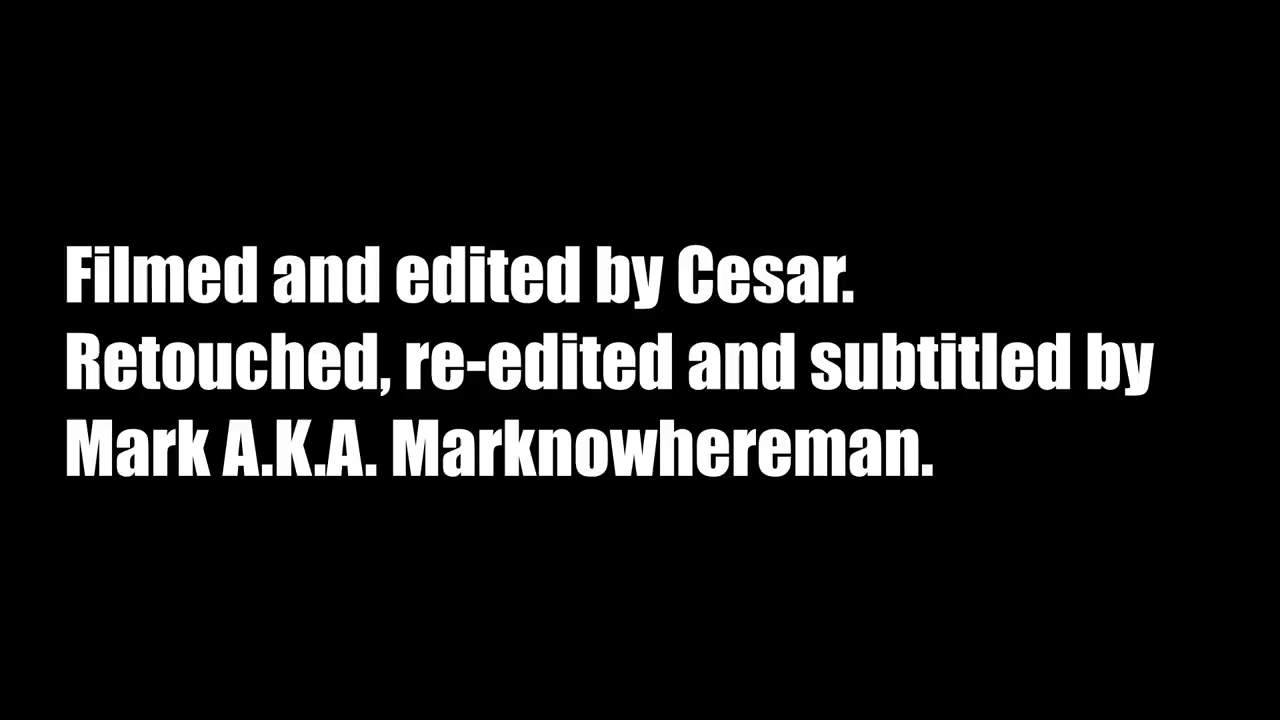 Filmed and edited by Cesar.
Retouched, re-edited and subtitled by
Mark A.K.A. Marknowhereman.